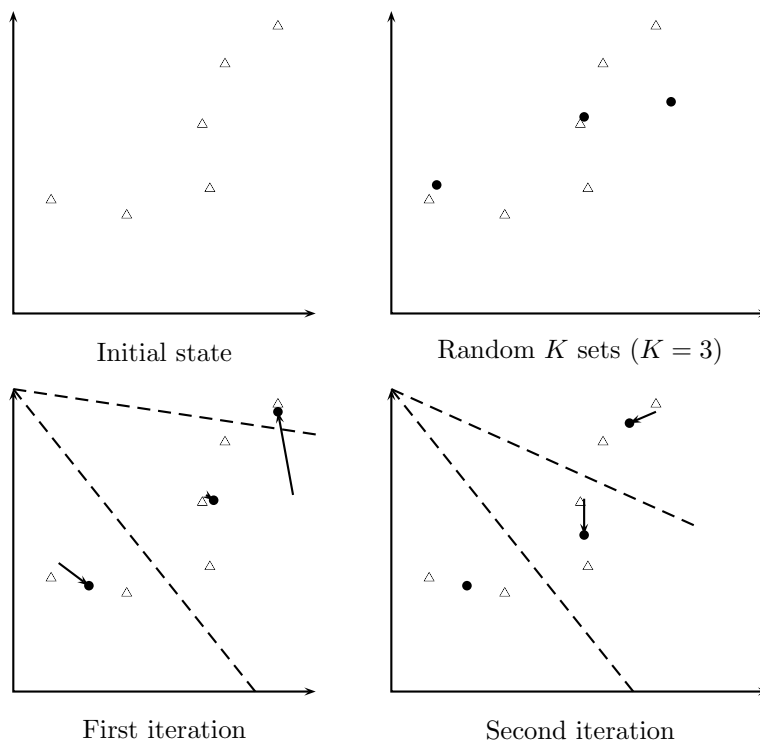 Initial state
Random K sets (K = 3)
First iteration
Second iteration